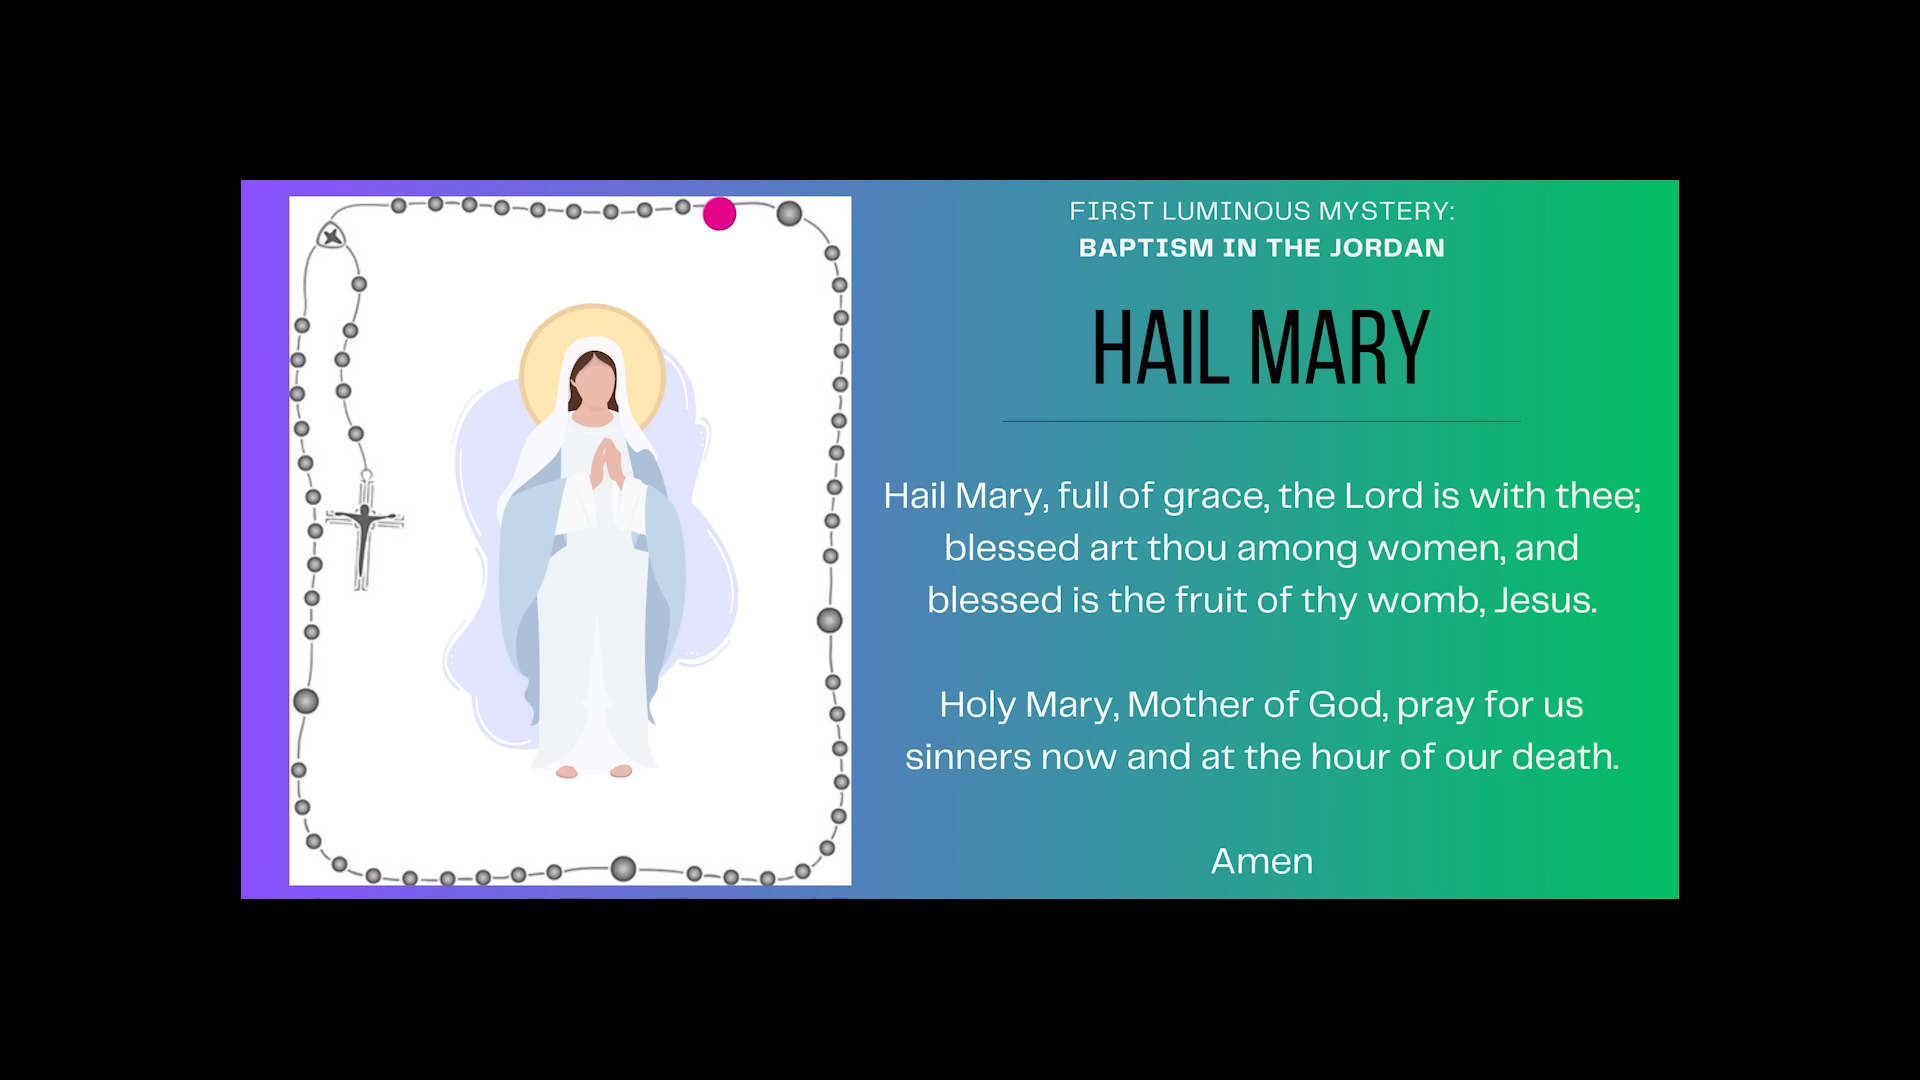 FIRST LUMINOUS MYSTERY:
BAPTISM IN THE JORDAN
HAIL MARY
Hail Mary, full of grace, the Lord is with thee;
blessed art thou among women, and
blessed is the fruit of thy womb, Jesus.
Holy Mary, Mother of God, pray for us
sinners now and at the hour of our death.
Amen